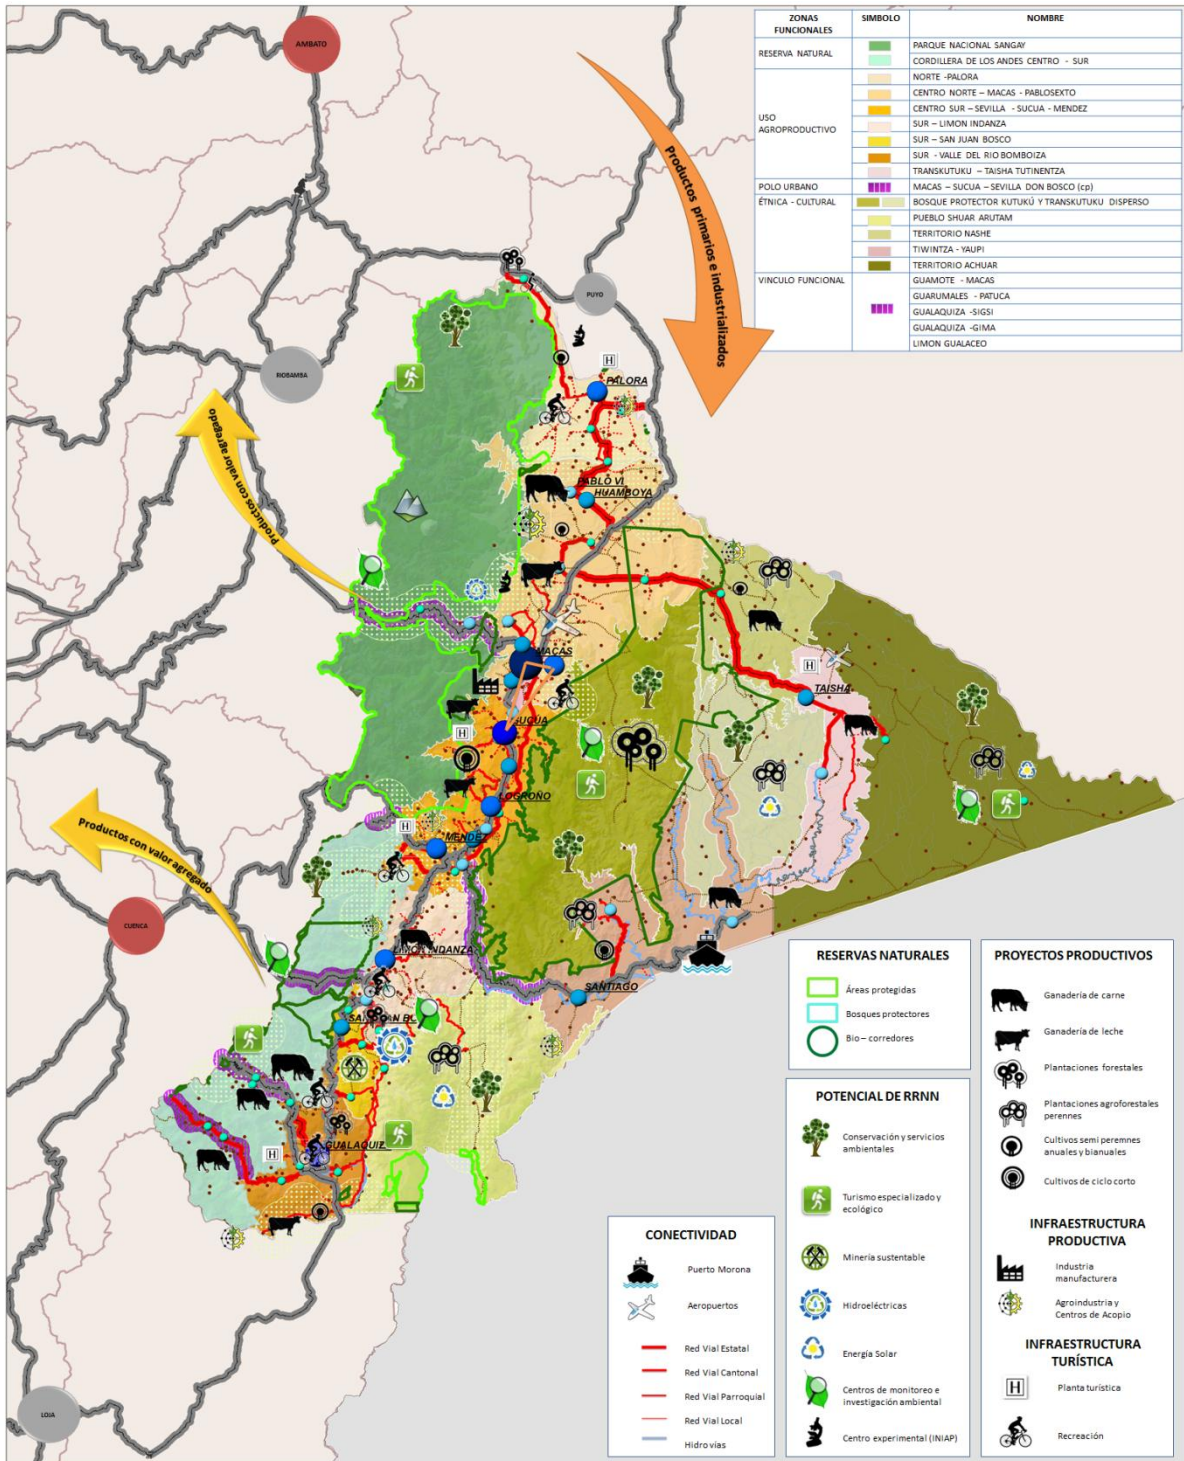 ZONAS FUNCIONALES
SIMBOLO
NOMBRE
RESERVA NATURAL
PARQUE NACIONAL SANGAY
CORDILLERA DE LOS ANDES CENTRO - SUR
USO AGROPRODUCTIVO
NORTE -PALORA
CENTRO NORTE – MACAS - PABLOSEXTO
CENTRO SUR – SEVILLA - SUCUA - MENDEZ
SUR – LIMON INDANZA
SUR – SAN JUAN BOSCO
SUR - VALLE DEL RIO BOMBOIZA
TRANSKUTUKU – TAISHA TUTINENTZA
POLO URBANO
MACAS – SUCUA – SEVILLA DON BOSCO (cp)
ÉTNICA - CULTURAL
BOSQUE PROTECTOR KUTUKÚ Y TRANSKUTUKU DISPERSO
PUEBLO SHUAR ARUTAM
TERRITORIO NASHE
TIWINTZA - YAUPI
TERRITORIO ACHUAR
VINCULO FUNCIONAL
GUAMOTE - MACAS
GUARUMALES - PATUCA
GUALAQUIZA -SIGSI
GUALAQUIZA -GIMA
LIMON GUALACEO
AMBATO
Productos primarios e industrializados
PUYO
RIOBAMBA
H
PALORA
Productos con valor agregado
PABLO VI
HUAMBOYA
MACAS
H
TAISHA
SUCÚA
H
LOGROÑO
H
MENDEZ
Productos con valor agregado
CUENCA
LIMON INDANZA
SANTIAGO
H
GUALAQUIZ
LOJA
RESERVAS NATURALES
Áreas protegidas
Bosques protectores
Bio – corredores
POTENCIAL DE RRNN
Conservación y servicios
ambientales
Turismo especializado y
ecológico
Minería sustentable
Hidroeléctricas
Energía Solar
Centros de monitoreo e
investigación ambiental
Centro experimental (INIAP)
PROYECTOS PRODUCTIVOS
Ganadería de carne
Ganadería de leche
Plantaciones forestales
Plantaciones agroforestales
perennes
Cultivos semi peremnes
anuales y bianuales
Cultivos de ciclo corto
INFRAESTRUCTURA
PRODUCTIVA
Industria
manufacturera
Agroindustria y
Centros de Acopio
INFRAESTRUCTURA
TURÍSTICA
H
Planta turística
Recreación
CONECTIVIDAD
Puerto Morona
Aeropuertos
Red Vial Estatal
Red Vial Cantonal
Red Vial Parroquial
Red Vial Local
Hidro vías